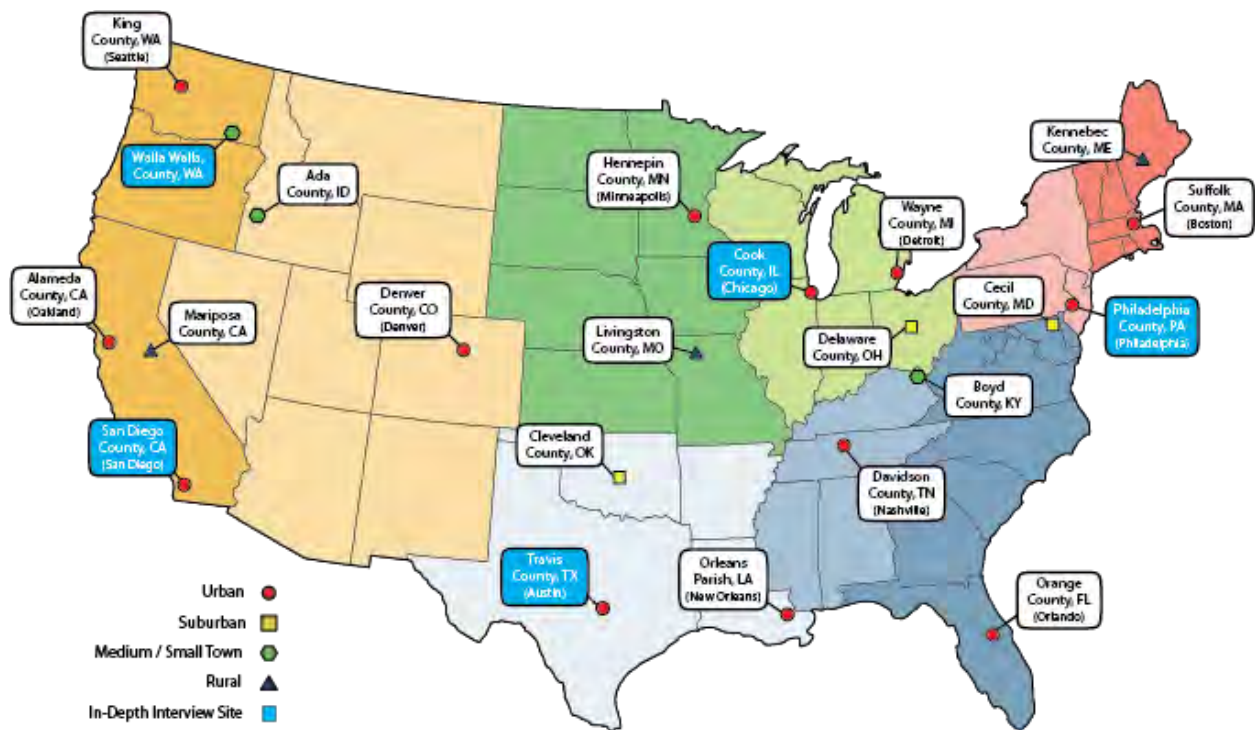 King
County, WA
(Seattle)
Walla Walla,
County, WA
Ada
County, ID
Hennepin
County, MN
(Minneapolis)
Kennebec
County, ME
Suffolk
County, MA
(Boston)
Wayne
County, MI
(Detroit)
Cook
County, IL
(Chicago)
Alameda
County, CA
(Oakland)
Mariposa
County, CA
Denver
County, CO
(Denver)
Livingston
County, MO
Delaware
County, OH
Cecil
County, MD
Philadelphia
County, PA
(Philadelphia)
Boyd
County, KY
San Diego
County, CA
(San Diego)
Cleveland
County, OK
Davidson
County, TN
(Nashville)
Travis
County, TX
(Austin)
Orleans
Parish, LA
(New Orleans)
Orange
County, FL
(Orlando)
Urban
Suburban
Medium / Small Town
Rural
In-Depth Interview Site